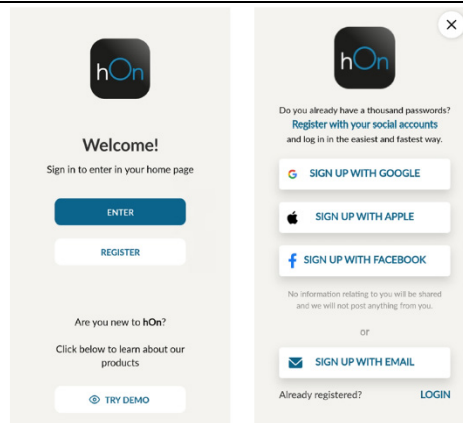 hOn
Welcome!
Sign in to enter in your home page
ENTER
REGISTER
Are you new to hOn?
Click below to learn about our
products
TRY DEMO
hOn
Do you already have a thousand passwords?
Register with your social accounts
and log in in the easiest and fastest way.
SIGN UP WITH GOOGLE
SIGN UP WITH APPLE
SIGN UP WITH FACEBOOK
No information relating to you will be shared
and we will not post anything from you.
or
SIGN UP WITH EMAIL
Already registered? LOGIN